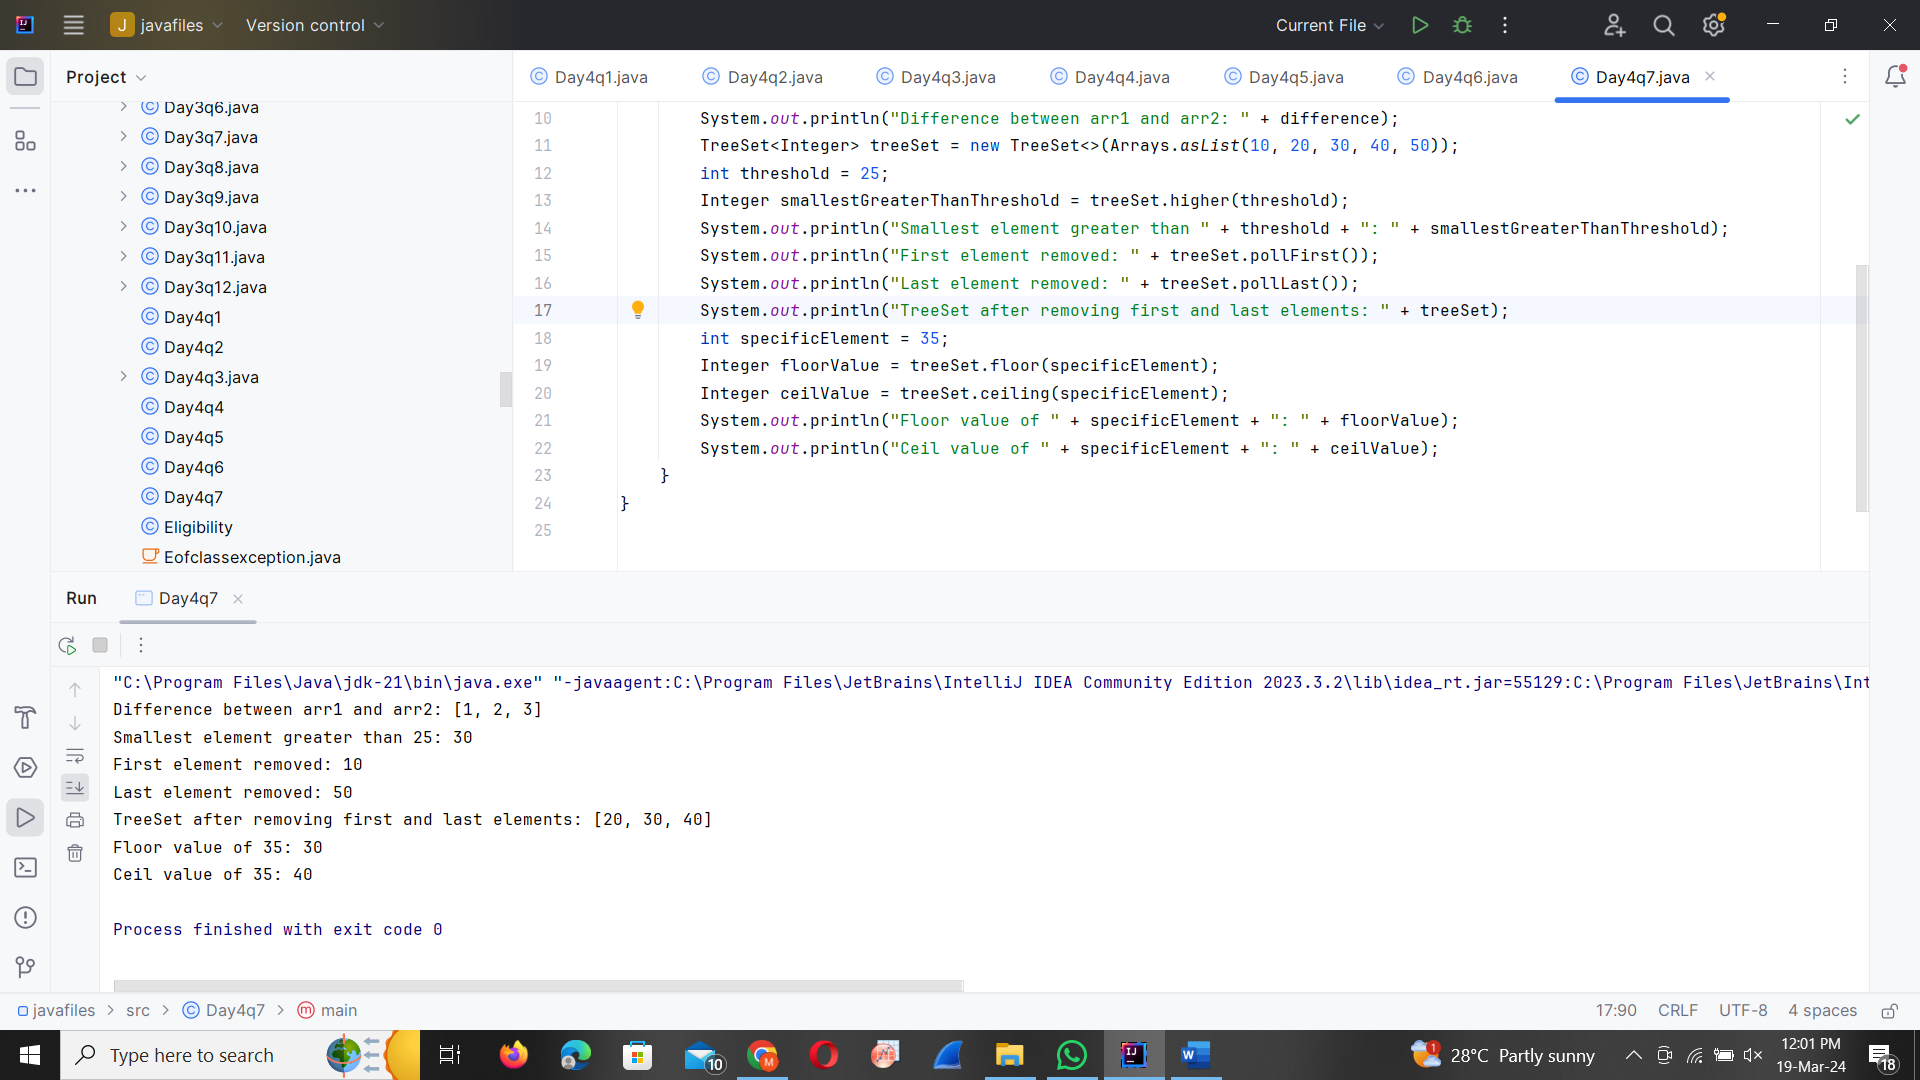 J javafiles Version control Current File
Project
Day4q1.java Day4q2.java Day4q3.java Day4q4.java Day4q5.java Day4q6.java Day4q7.java
Day3q6.java
Day3q7.java
Day3q8.java
Day3q9.java
Day3q10.java
Day3q11.java
Day3q12.java
Day4q1
Day4q2
Day4q3.java
Day4q4
Day4q5
Day4q6
Day4q7
Eligibility
Eofclassexception.java
10 System.out.println("Difference between arr1 and arr2: " + difference);
11 TreeSet<Integer> treeSet = new TreeSet<>(Arrays.asList(10, 20, 30, 40, 50));
12 int threshold = 25;
13 Integer smallestGreaterThanThreshold = treeSet.higher(threshold);
14 System.out.println("Smallest element greater than " + threshold + ": " + smallestGreaterThanThreshold);
15 System.out.println("First element removed: " + treeSet.pollFirst());
16 System.out.println("Last element removed: " + treeSet.pollLast());
17 System.out.println("TreeSet after removing first and last elements: " + treeSet);
18 int specificElement = 35;
19 Integer floorValue = treeSet.floor(specificElement);
20 Integer ceilValue = treeSet.ceiling(specificElement);
21 System.out.println("Floor value of " + specificElement + ": " + floorValue);
22 System.out.println("Ceil value of " + specificElement + ": " + ceilValue);
23 }
24 }
25
Run Day4q7
"C:\Program Files\Java\jdk-21\bin\java.exe" "-javaagent:C:\Program Files\JetBrains\IntelliJ IDEA Community Edition 2023.3.2\lib\idea_rt.jar=55129:C:\Program Files\JetBrains\Int
Difference between arr1 and arr2: [1, 2, 3]
Smallest element greater than 25: 30
First element removed: 10
Last element removed: 50
TreeSet after removing first and last elements: [20, 30, 40]
Floor value of 35: 30
Ceil value of 35: 40
Process finished with exit code 0
javafiles > src > Day4q7 > main 17:90 CRLF UTF-8 4 spaces
Type here to search 10 28°C Partly sunny 12:01 PM
19-Mar-24 18